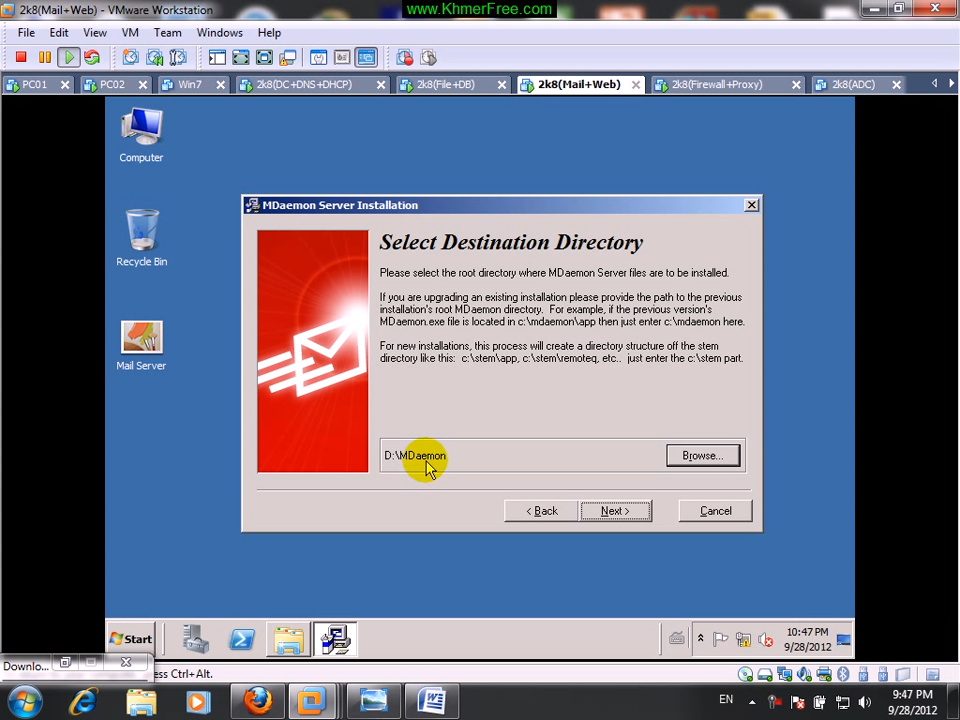 www.KhmerFree.com
2k8(Mail+Web) - VMware Workstation
File Edit View VM Team Windows Help
PC01 PC02 Win7 2k8(DC+DNS+DHCP) 2k8(File+DB) 2k8(Mail+Web) 2k8(Firewall+Proxy) 2k8(ADC)
Computer
Recycle Bin
Mail Server
MDaemon Server Installation
Select Destination Directory
Please select the root directory where MDaemon Server files are to be installed.
If you are upgrading an existing installation please provide the path to the previous
installation's root MDaemon directory. For example, if the previous version's
MDaemon.exe file is located in c:\mdaemon\app then just enter c:\mdaemon here.
For new installations, this process will create a directory structure off the stem
directory like this: c:\stem\app, c:\stem\remoteq, etc.. just enter the c:\stem part.
D:\MDaemon
Browse...
< Back Next > Cancel
Start
10:47 PM
9/28/2012
Downlo...
ess Ctrl+Alt.
EN
9:47 PM
9/28/2012